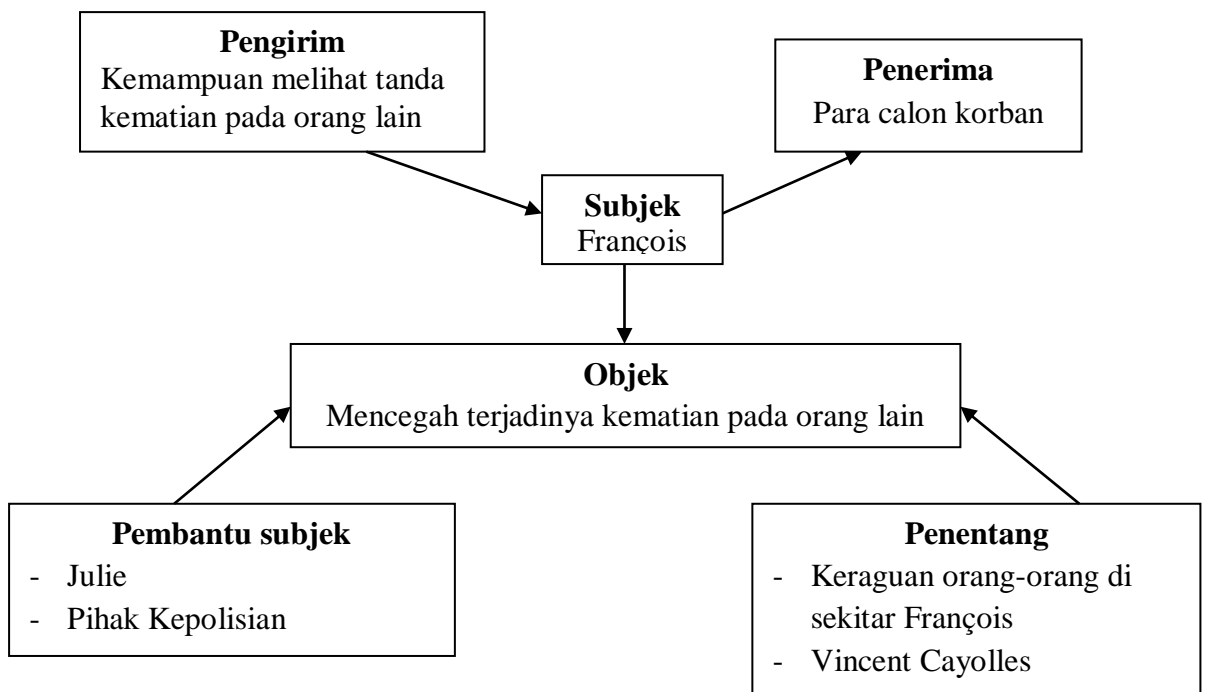 Pengirim
Kemampuan melihat tanda
kematian pada orang lain
Penerima
Para calon korban
Subjek
François
Objek
Mencegah terjadinya kematian pada orang lain
Pembantu subjek
- Julie
- Pihak Kepolisian
Penentang
- Keraguan orang-orang di
sekitar François
- Vincent Cayolles